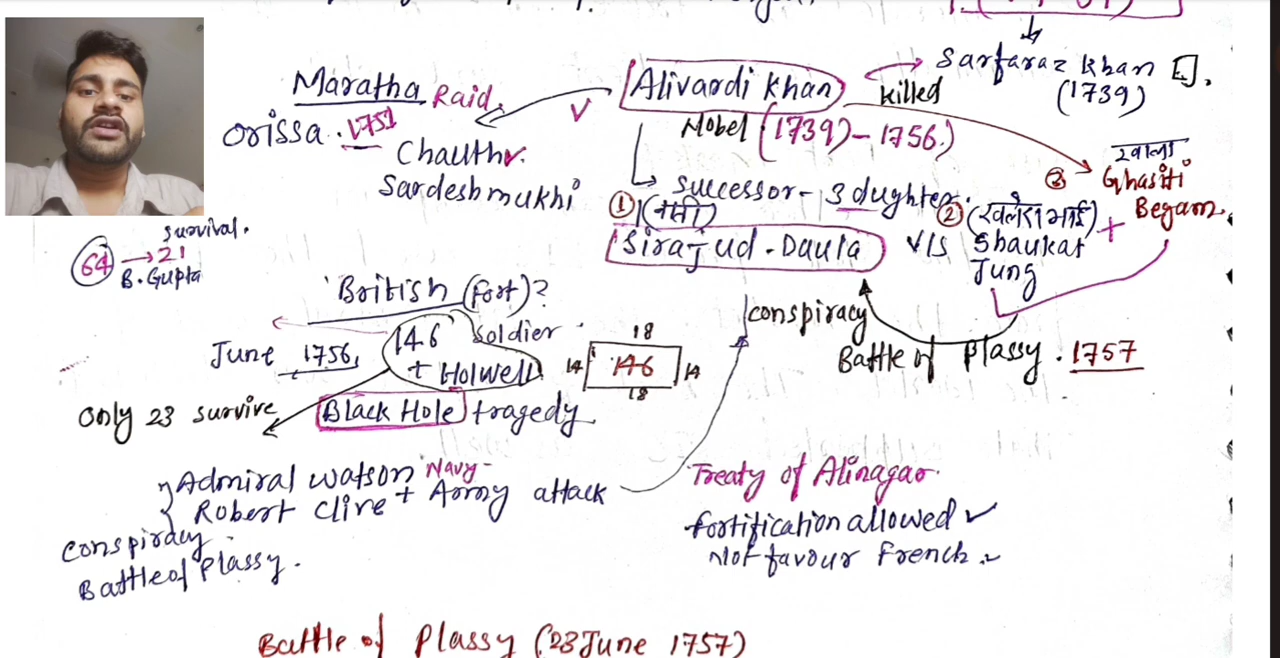 Sarfaraz Khan
(1739)
Alivardi Khan
killed
Maratha Raid
Orissa. 1751
Nobel (1739) - 1756.)
Chauth
Sardeshmukhi
Successor - 3 dughter
③
Ghasiti
Begam
① (मौसी)
②
Siraj ud-Daula
V/s
Shaukat
Jung
+
64 → 21
survival.
B. Gupta
British (fort)?
conspiracy
146 soldier
+ Holwell
June 1756,
18
14
146
14
18
Battle of Plassy. 1757
Only 23 survive
Black Hole tragedy
Admiral watson Navy -
Robert Clive + Army attack
conspiracy
Battle of Plassy.
Treaty of Alinagar
fortification allowed
Not favour French
Battle of Plassy (23 June 1757)